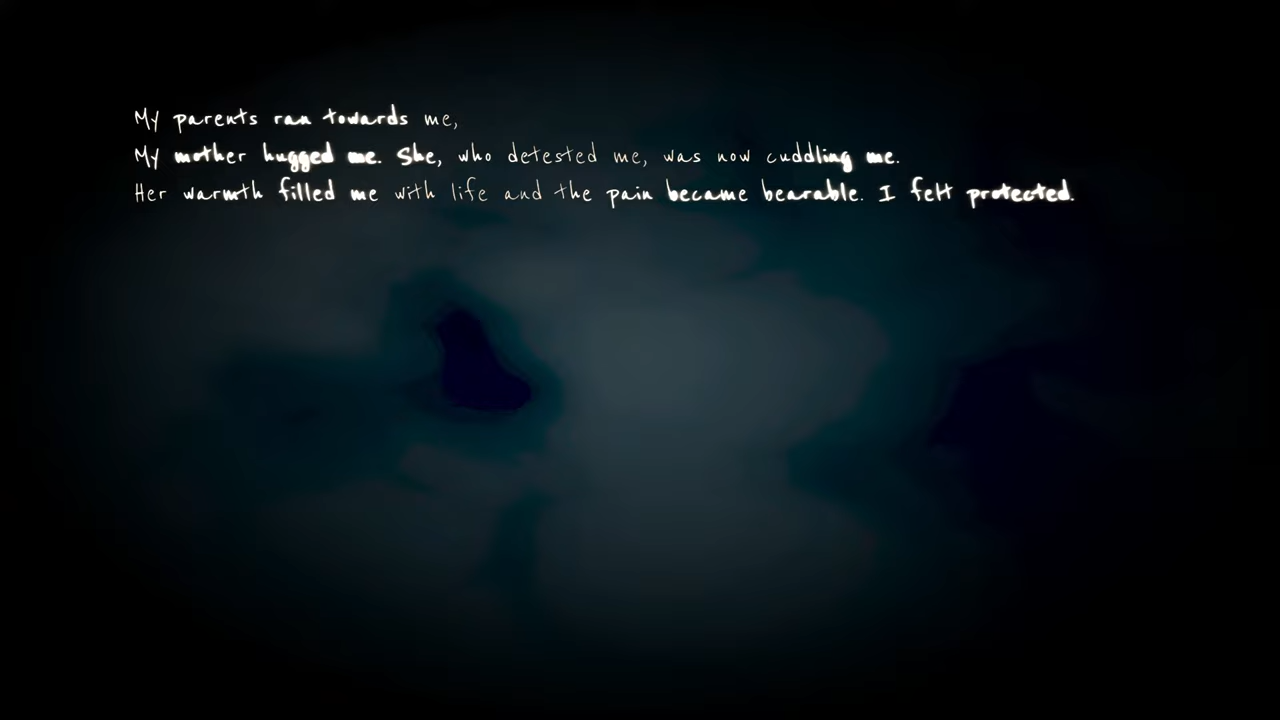 My parents ran towards me,
My mother hugged me. She, who detested me, was now cuddling me.
Her warmth filled me with life and the pain became bearable. I felt protected.